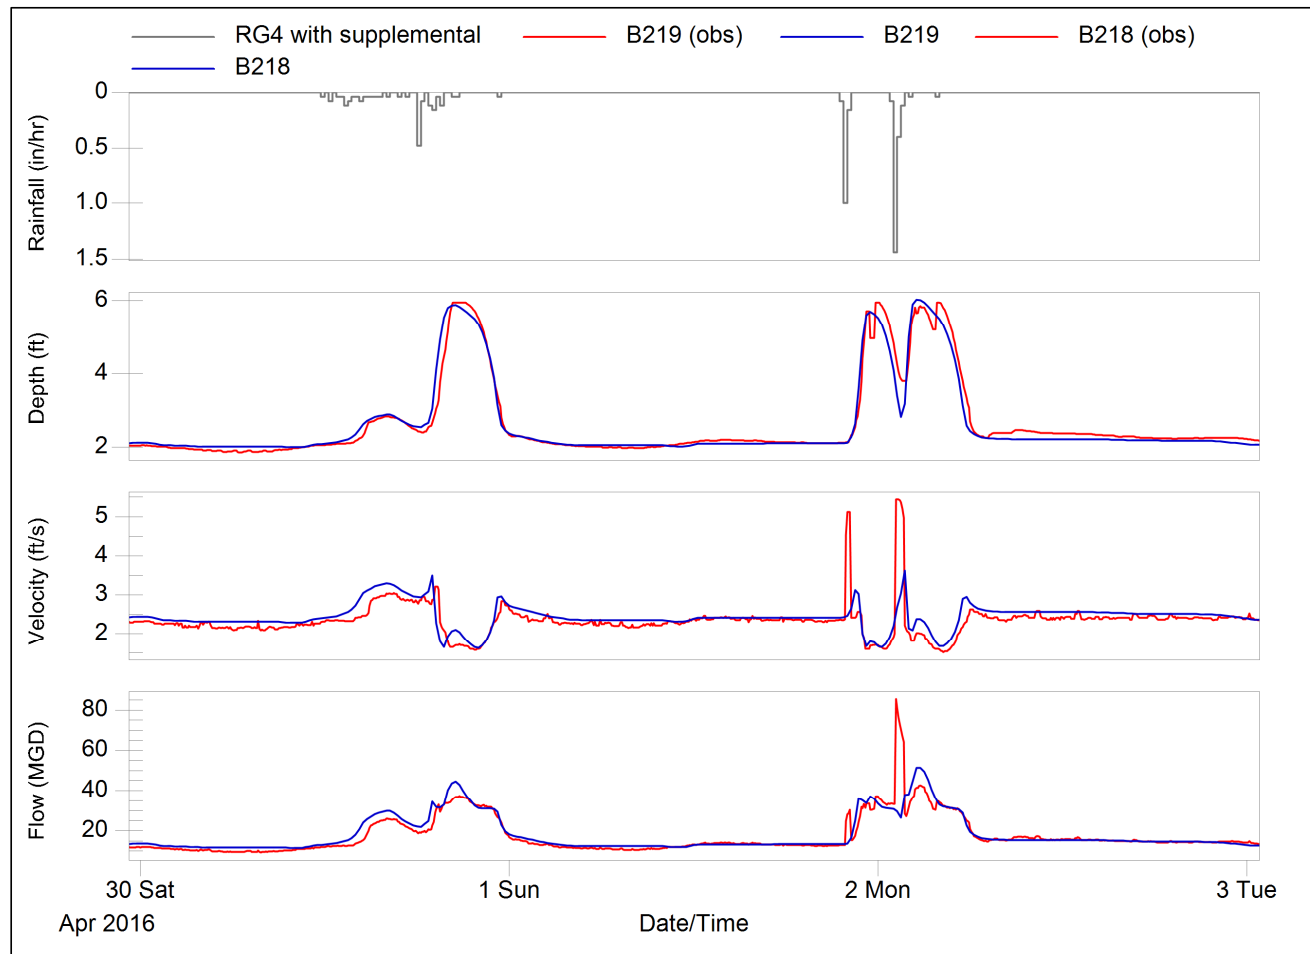 RG4 with supplemental B219 (obs) B219 B218 (obs)
B218
Rainfall (in/hr)
0
0.5
1.0
1.5
Depth (ft)
6
4
2
Velocity (ft/s)
5
4
3
2
Flow (MGD)
80
60
40
20
30 Sat 1 Sun 2 Mon 3 Tue
Apr 2016 Date/Time